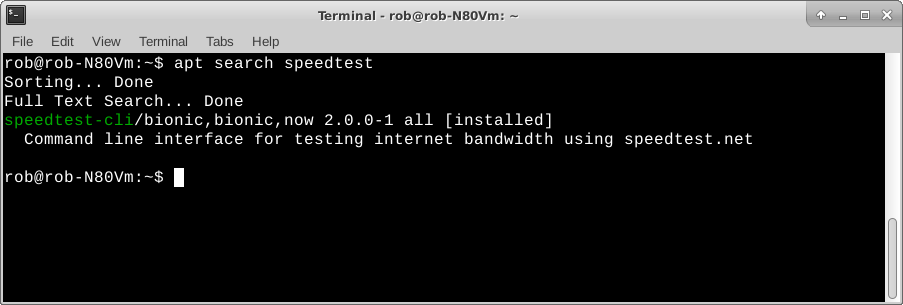 Terminal - rob@rob-N80Vm: ~
File Edit View Terminal Tabs Help
rob@rob-N80Vm:~$ apt search speedtest
Sorting... Done
Full Text Search... Done
speedtest-cli/bionic,bionic,now 2.0.0-1 all [installed]
  Command line interface for testing internet bandwidth using speedtest.net
rob@rob-N80Vm:~$